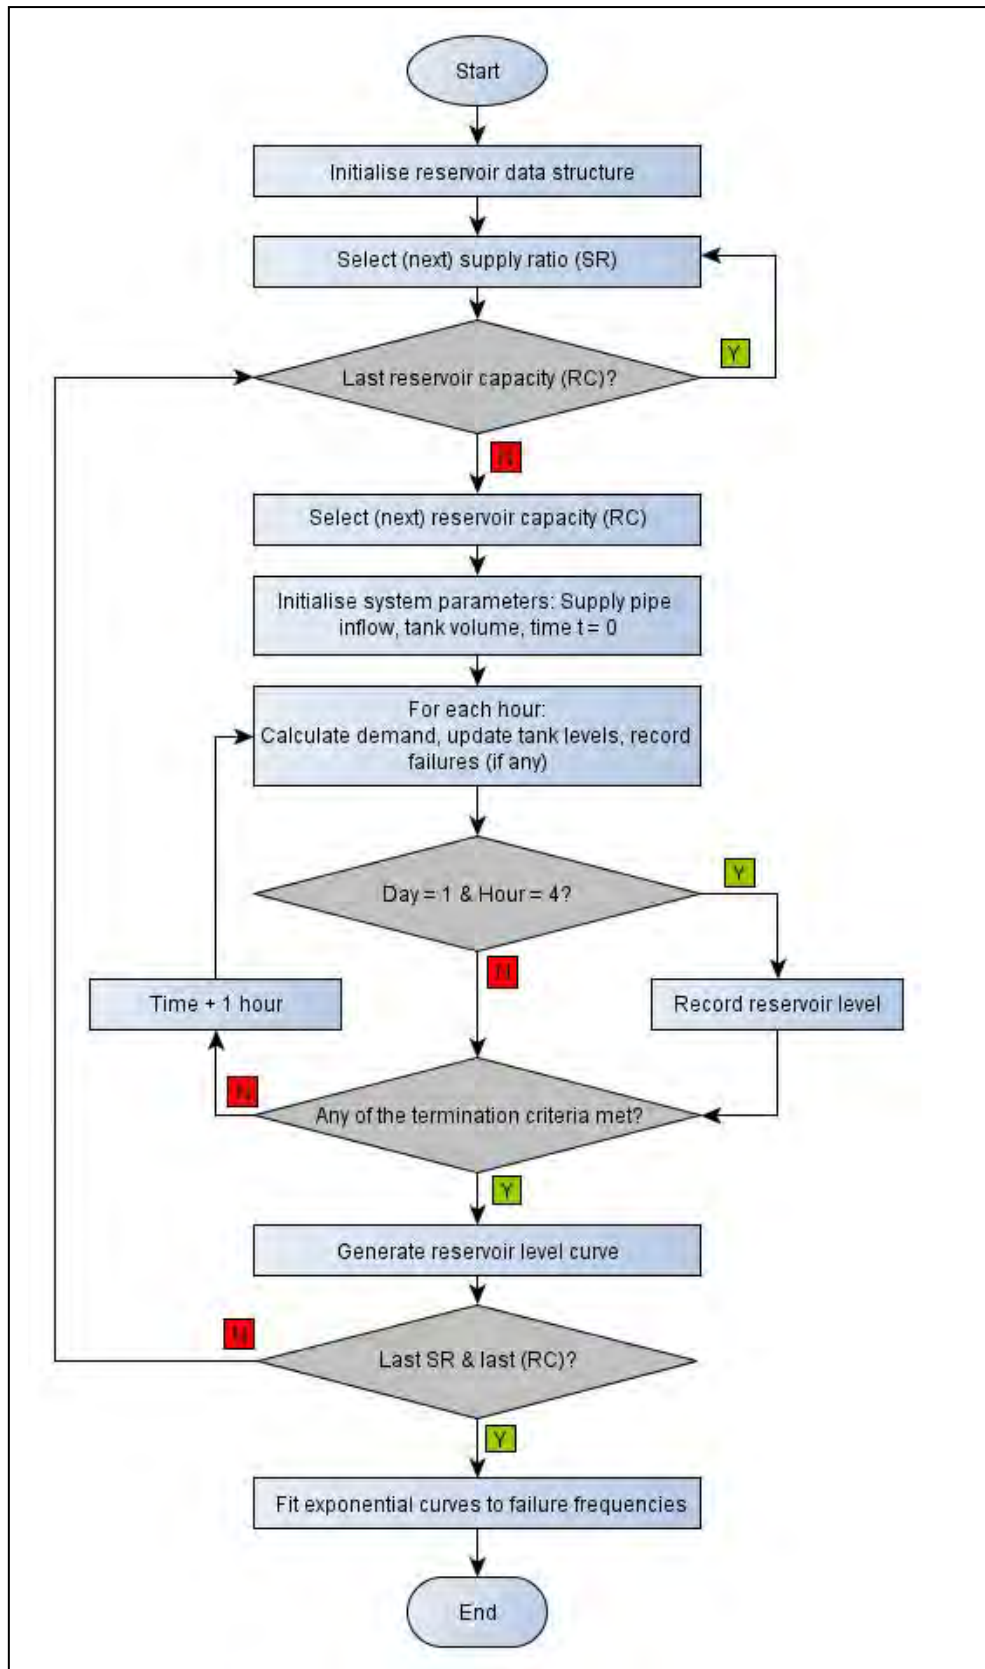 Start
Initialise reservoir data structure
Select (next) supply ratio (SR)
Y
Last reservoir capacity (RC)?
N
Select (next) reservoir capacity (RC)
Initialise system parameters: Supply pipe
inflow, tank volume, time t = 0
For each hour:
Calculate demand, update tank levels, record
failures (if any)
Y
Day = 1 & Hour = 4?
N
Time + 1 hour
Record reservoir level
N
Any of the termination criteria met?
Y
Generate reservoir level curve
N
Last SR & last (RC)?
Y
Fit exponential curves to failure frequencies
End